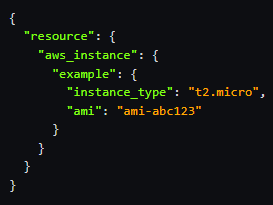 {
  "resource": {
    "aws_instance": {
      "example": {
        "instance_type": "t2.micro",
        "ami": "ami-abc123"
      }
    }
  }
}